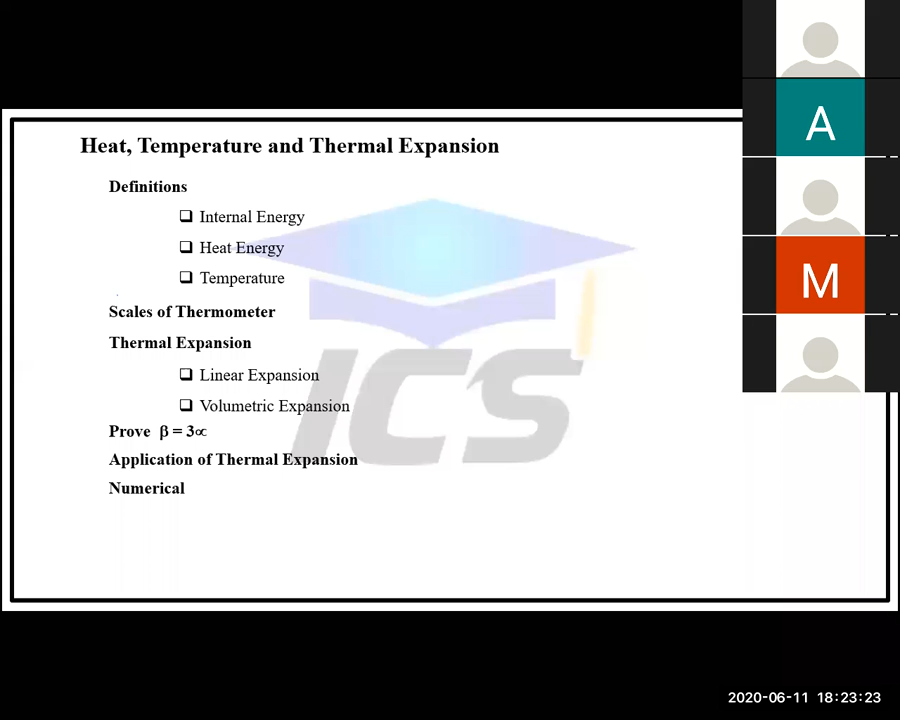 Heat, Temperature and Thermal Expansion
Definitions
❑ Internal Energy
❑ Heat Energy
❑ Temperature
Scales of Thermometer
Thermal Expansion
❑ Linear Expansion
❑ Volumetric Expansion
Prove β = 3∝
Application of Thermal Expansion
Numerical
ICS
A
M
2020-06-11 18:23:23